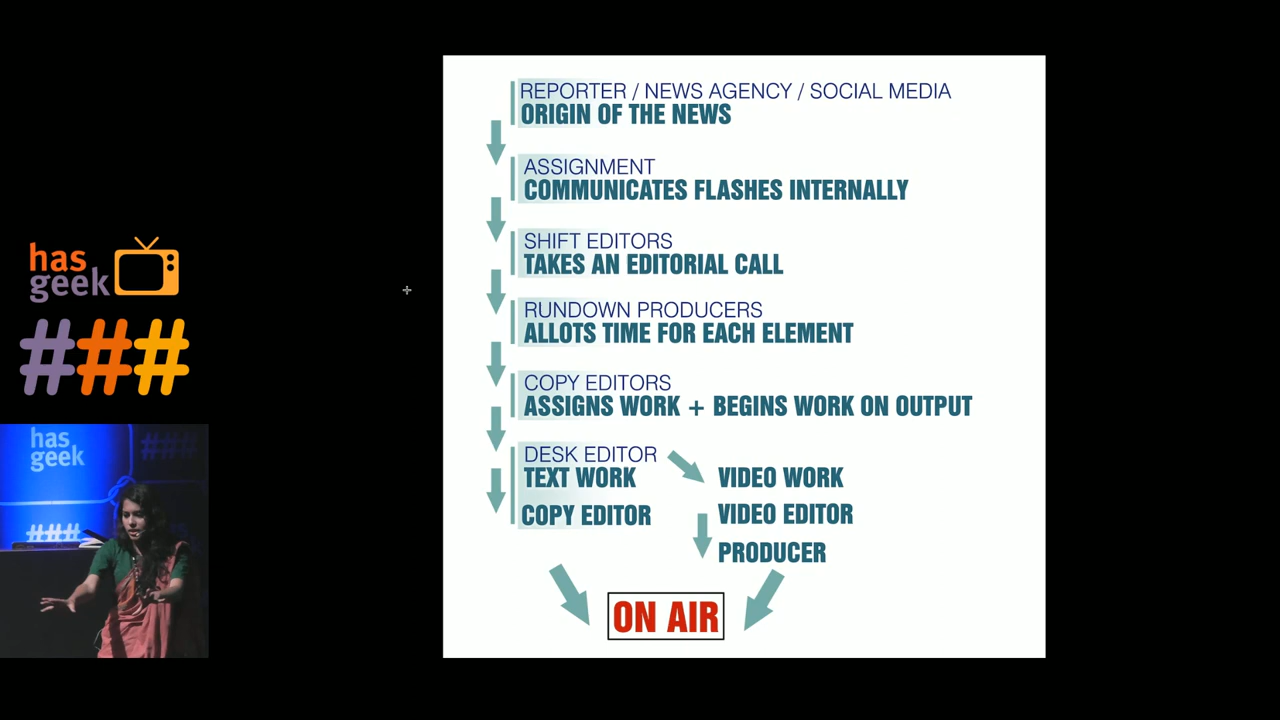 REPORTER / NEWS AGENCY / SOCIAL MEDIA
ORIGIN OF THE NEWS
ASSIGNMENT
COMMUNICATES FLASHES INTERNALLY
SHIFT EDITORS
TAKES AN EDITORIAL CALL
RUNDOWN PRODUCERS
ALLOTS TIME FOR EACH ELEMENT
COPY EDITORS
ASSIGNS WORK + BEGINS WORK ON OUTPUT
DESK EDITOR
TEXT WORK
COPY EDITOR
VIDEO WORK
VIDEO EDITOR
PRODUCER
ON AIR
has
geek
###
has
geek
###
###